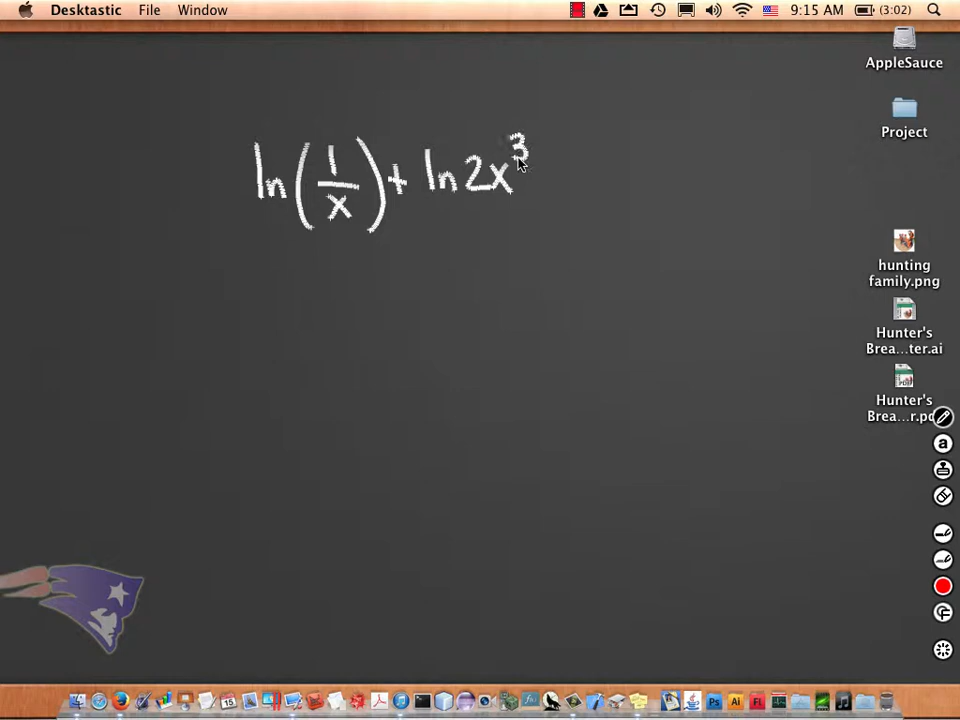 Desktastic File Window 9:15 AM (3:02)
AppleSauce
Project
ln(1/x) + ln 2x³
hunting
family.png
Hunter's
Brea...ter.ai
Hunter's
Brea...r.pd
a